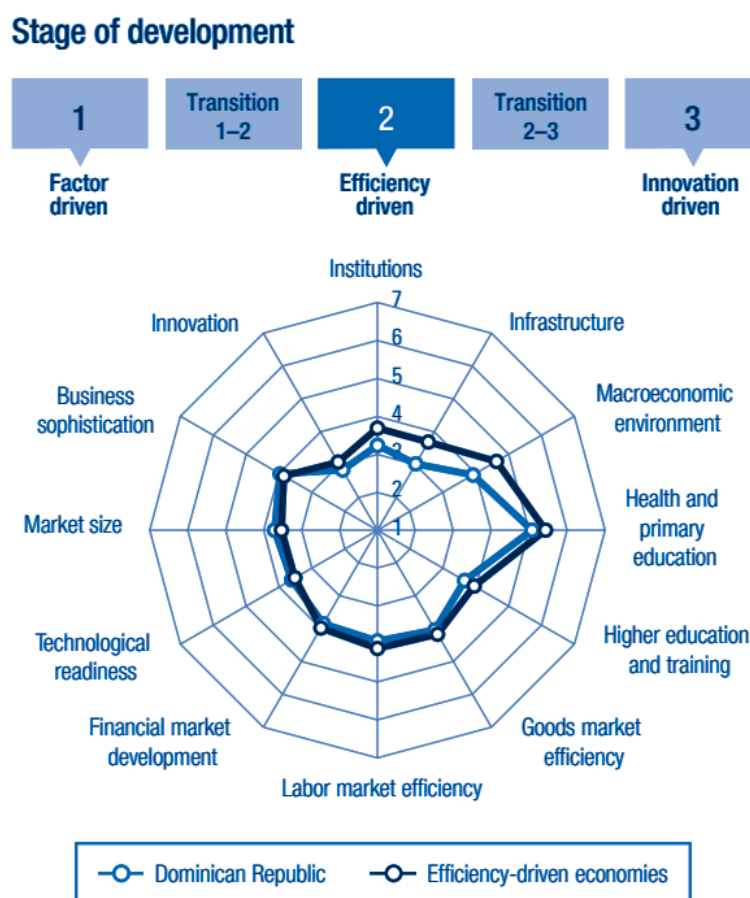 Stage of development
1
Transition
1–2
2
Transition
2–3
3
Factor
driven
Efficiency
driven
Innovation
driven
Institutions
Infrastructure
Macroeconomic
environment
Health and
primary
education
Higher education
and training
Goods market
efficiency
Labor market efficiency
Financial market
development
Technological
readiness
Market size
Business
sophistication
Innovation
7
6
5
4
3
2
1
Dominican Republic
Efficiency-driven economies